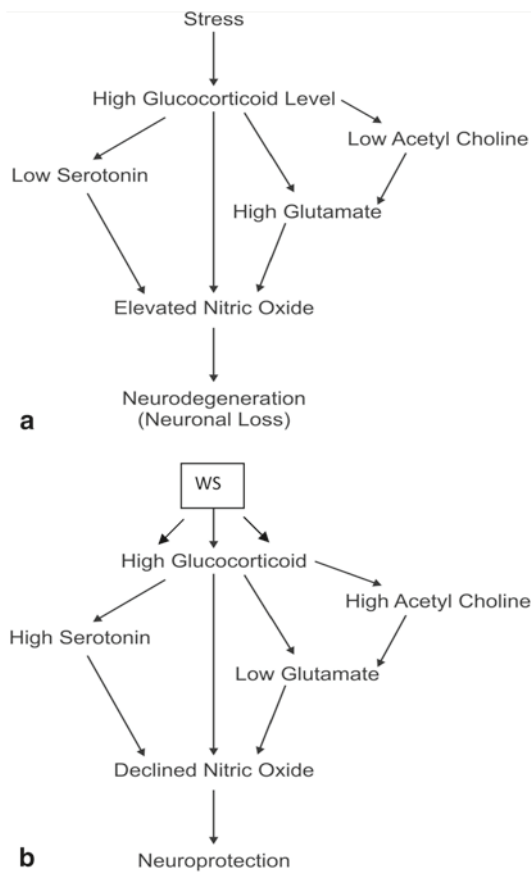 Stress
High Glucocorticoid Level
Low Acetyl Choline
Low Serotonin
High Glutamate
Elevated Nitric Oxide
Neurodegeneration
(Neuronal Loss)
a
WS
High Glucocorticoid
High Acetyl Choline
High Serotonin
Low Glutamate
Declined Nitric Oxide
b
Neuroprotection